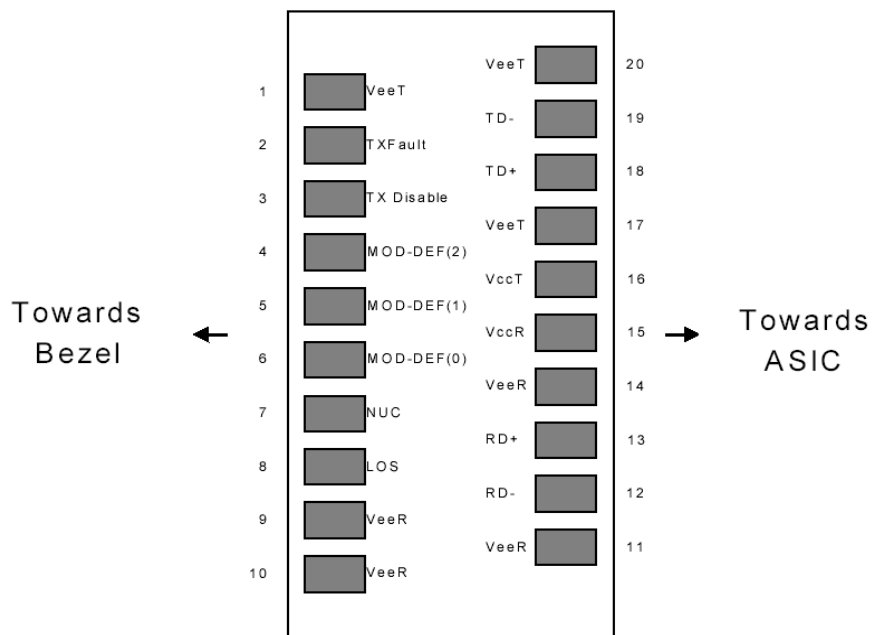 VeeT 20
1 VeeT
TD- 19
2 TXFault
TD+ 18
3 TX Disable
VeeT 17
4 MOD-DEF(2)
VccT 16
5 MOD-DEF(1)
Towards
Bezel
VccR 15
Towards
ASIC
6 MOD-DEF(0)
VeeR 14
7 NUC
RD+ 13
8 LOS
RD- 12
9 VeeR
VeeR 11
10 VeeR